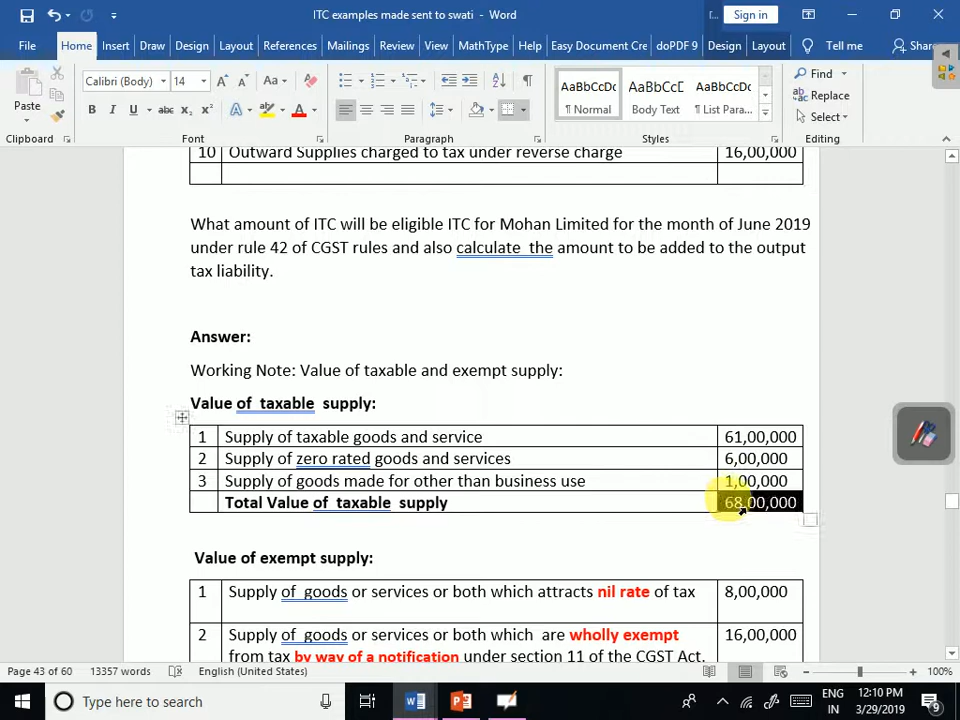 ITC examples made sent to swati - Word
Sign in
File Home Insert Draw Design Layout References Mailings Review View MathType Help Easy Document Cre doPDF 9 Design Layout Tell me Share
Paste
Calibri (Body) 14
Aa
B I U abc x₂ x²
AaBbCcDc AaBbCcD AaBbCcDc
¶ Normal Body Text ¶ List Para...
Find
Replace
Select
Clipboard Font Paragraph Styles Editing
10 Outward Supplies charged to tax under reverse charge 16,00,000
What amount of ITC will be eligible ITC for Mohan Limited for the month of June 2019
under rule 42 of CGST rules and also calculate the amount to be added to the output
tax liability.
Answer:
Working Note: Value of taxable and exempt supply:
Value of taxable supply:
1 Supply of taxable goods and service 61,00,000
2 Supply of zero rated goods and services 6,00,000
3 Supply of goods made for other than business use 1,00,000
Total Value of taxable supply 68,00,000
Value of exempt supply:
1 Supply of goods or services or both which attracts nil rate of tax 8,00,000
2 Supply of goods or services or both which are wholly exempt 16,00,000
from tax by way of a notification under section 11 of the CGST Act.
Page 43 of 60 13357 words English (United States) 100%
Type here to search
ENG
IN
12:10 PM
3/29/2019
9